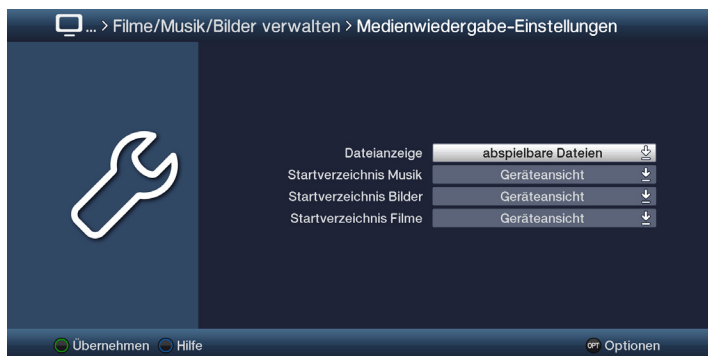 ... > Filme/Musik/Bilder verwalten > Medienwiedergabe-Einstellungen
Dateianzeige abspielbare Dateien
Startverzeichnis Musik Geräteansicht
Startverzeichnis Bilder Geräteansicht
Startverzeichnis Filme Geräteansicht
Übernehmen Hilfe OPT Optionen